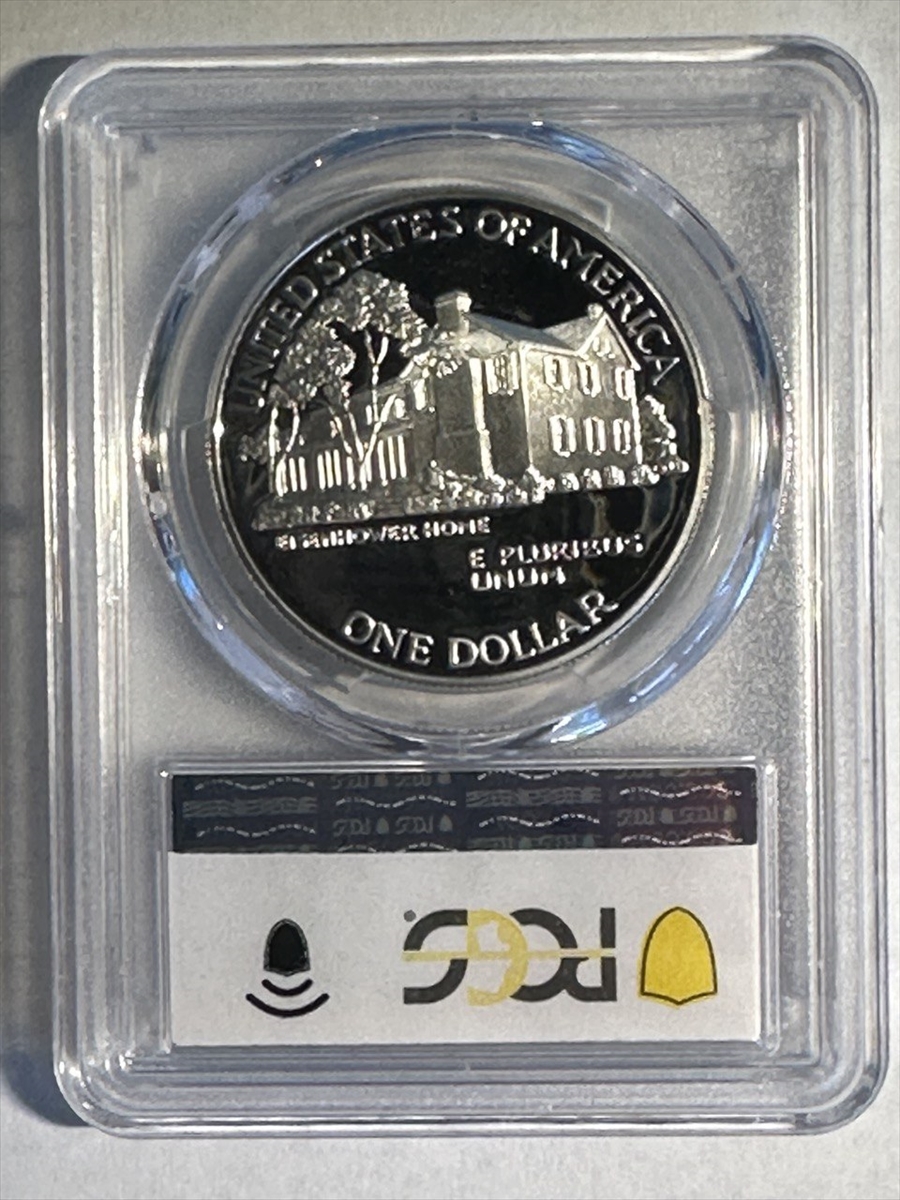 UNITED STATES OF AMERICA
EISENHOWER HOME
E PLURIBUS
UNUM
ONE DOLLAR
PCGS